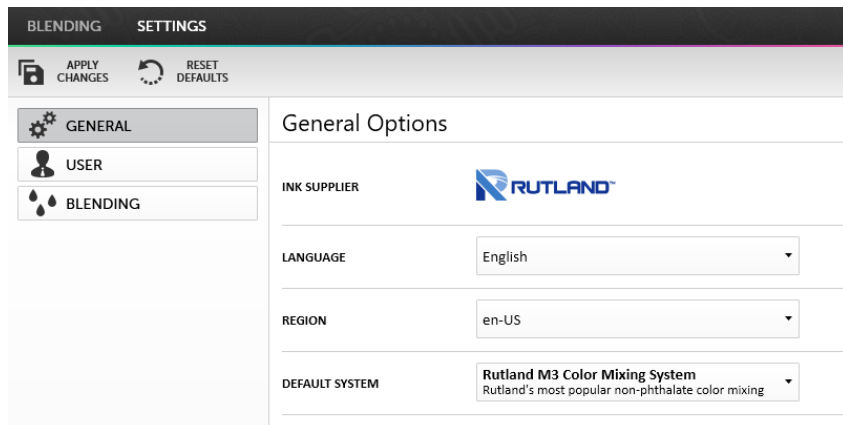 BLENDING SETTINGS
APPLY CHANGES
RESET DEFAULTS
GENERAL
USER
BLENDING
General Options
INK SUPPLIER
RUTLAND™
LANGUAGE
English
REGION
en-US
DEFAULT SYSTEM
Rutland M3 Color Mixing System
Rutland's most popular non-phthalate color mixing